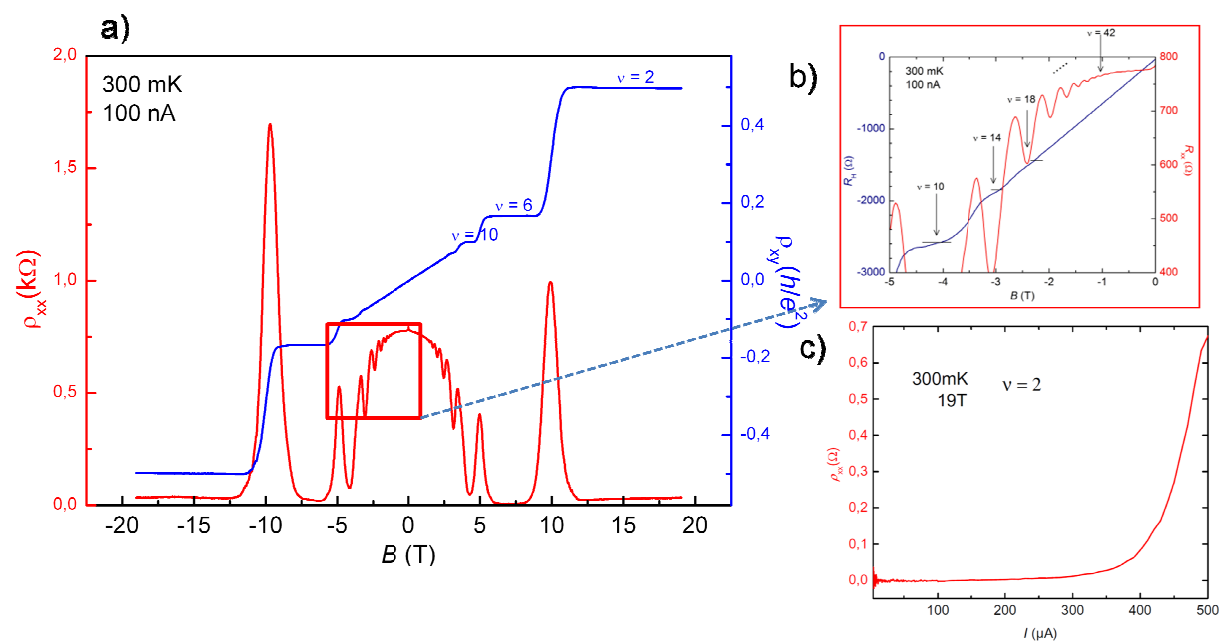 a)
300 mK
100 nA
2,0
1,5
1,0
0,5
0,0
ρxx(kΩ)
-20 -15 -10 -5 0 5 10 15 20
B (T)
ν = 2
ν = 6
ν = 10
0,4
0,2
0,0
-0,2
-0,4
ρxy(h/e²)
b)
300 mK
100 nA
ν = 42
ν = 18
ν = 14
ν = 10
0
-1000
-2000
-3000
RH (Ω)
800
700
600
500
400
Rxx(Ω)
-5 -4 -3 -2 -1 0
B (T)
c)
300mK
19T
ν = 2
0,7
0,6
0,5
0,4
0,3
0,2
0,1
0,0
ρxx(Ω)
100 200 300 400 500
I (µA)